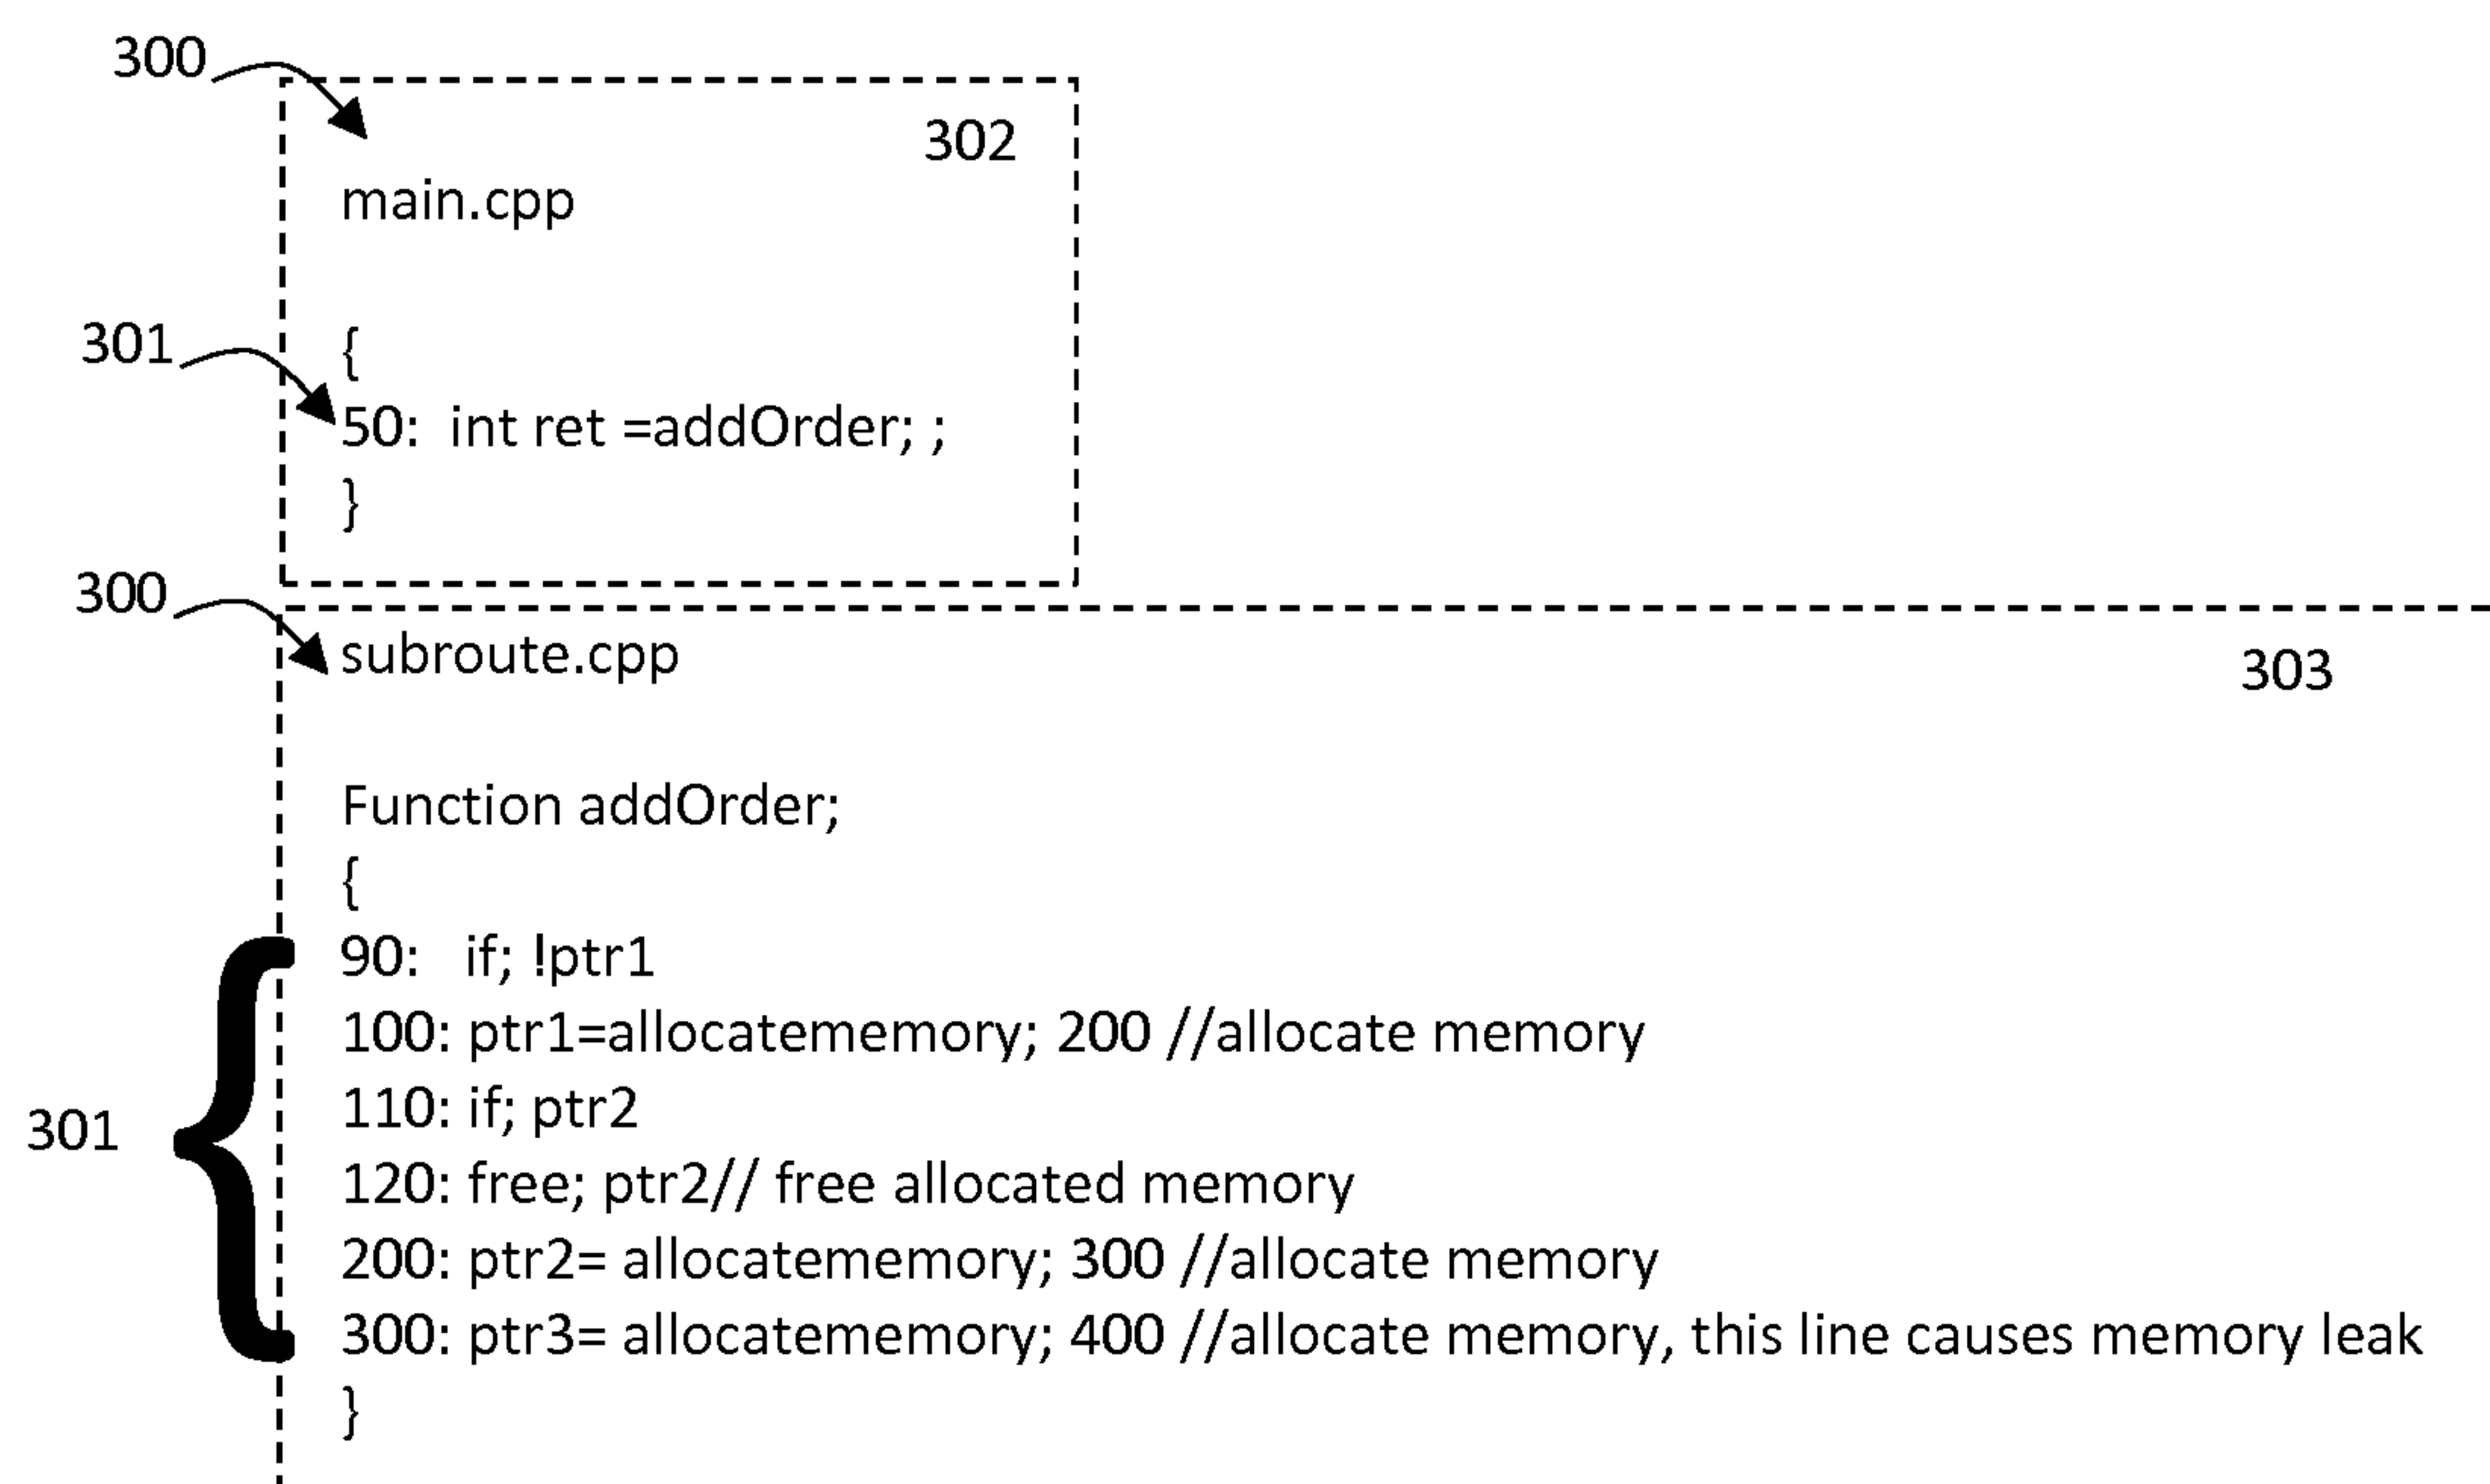 300
302
main.cpp
{
301
50: int ret =addOrder; ;
}
300
subroute.cpp
303
Function addOrder;
{
90: if; !ptr1
100: ptr1=allocatememory; 200 //allocate memory
110: if; ptr2
301
120: free; ptr2// free allocated memory
200: ptr2= allocatememory; 300 //allocate memory
300: ptr3= allocatememory; 400 //allocate memory, this line causes memory leak
}